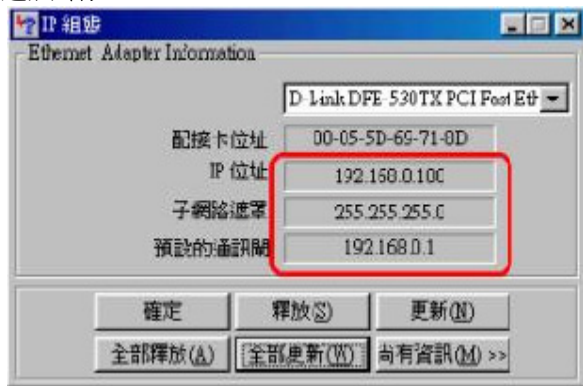 IP 組態
Ethernet Adapter Information
D-Link DFE-530TX PCI Fast Eth
配接卡位址 00-05-5D-69-71-8D
IP 位址 192.168.0.100
子網路遮罩 255.255.255.0
預設的通訊閘 192.168.0.1
確定 釋放(S) 更新(N)
全部釋放(A) 全部更新(W) 尚有資訊(M) >>